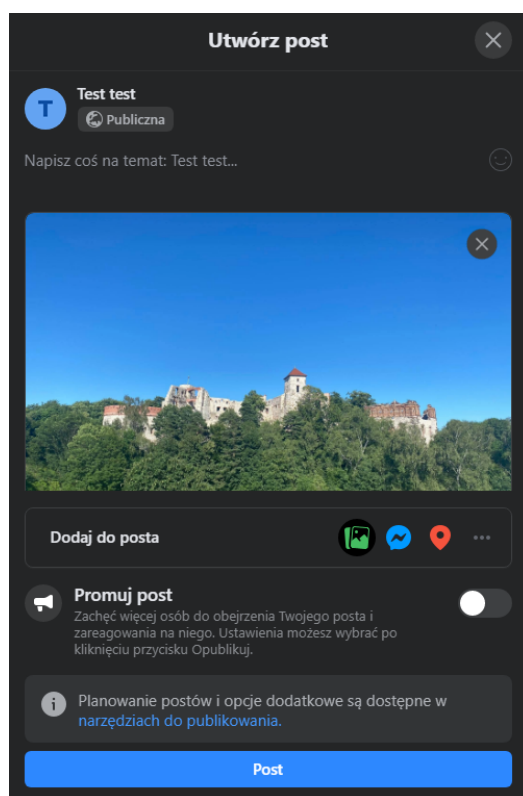 Utwórz post
T
Test test
Publiczna
Napisz coś na temat: Test test...
Dodaj do posta
Promuj post
Zachęć więcej osób do obejrzenia Twojego posta i
zareagowania na niego. Ustawienia możesz wybrać po
kliknięciu przycisku Opublikuj.
Planowanie postów i opcje dodatkowe są dostępne w
narzędziach do publikowania.
Post